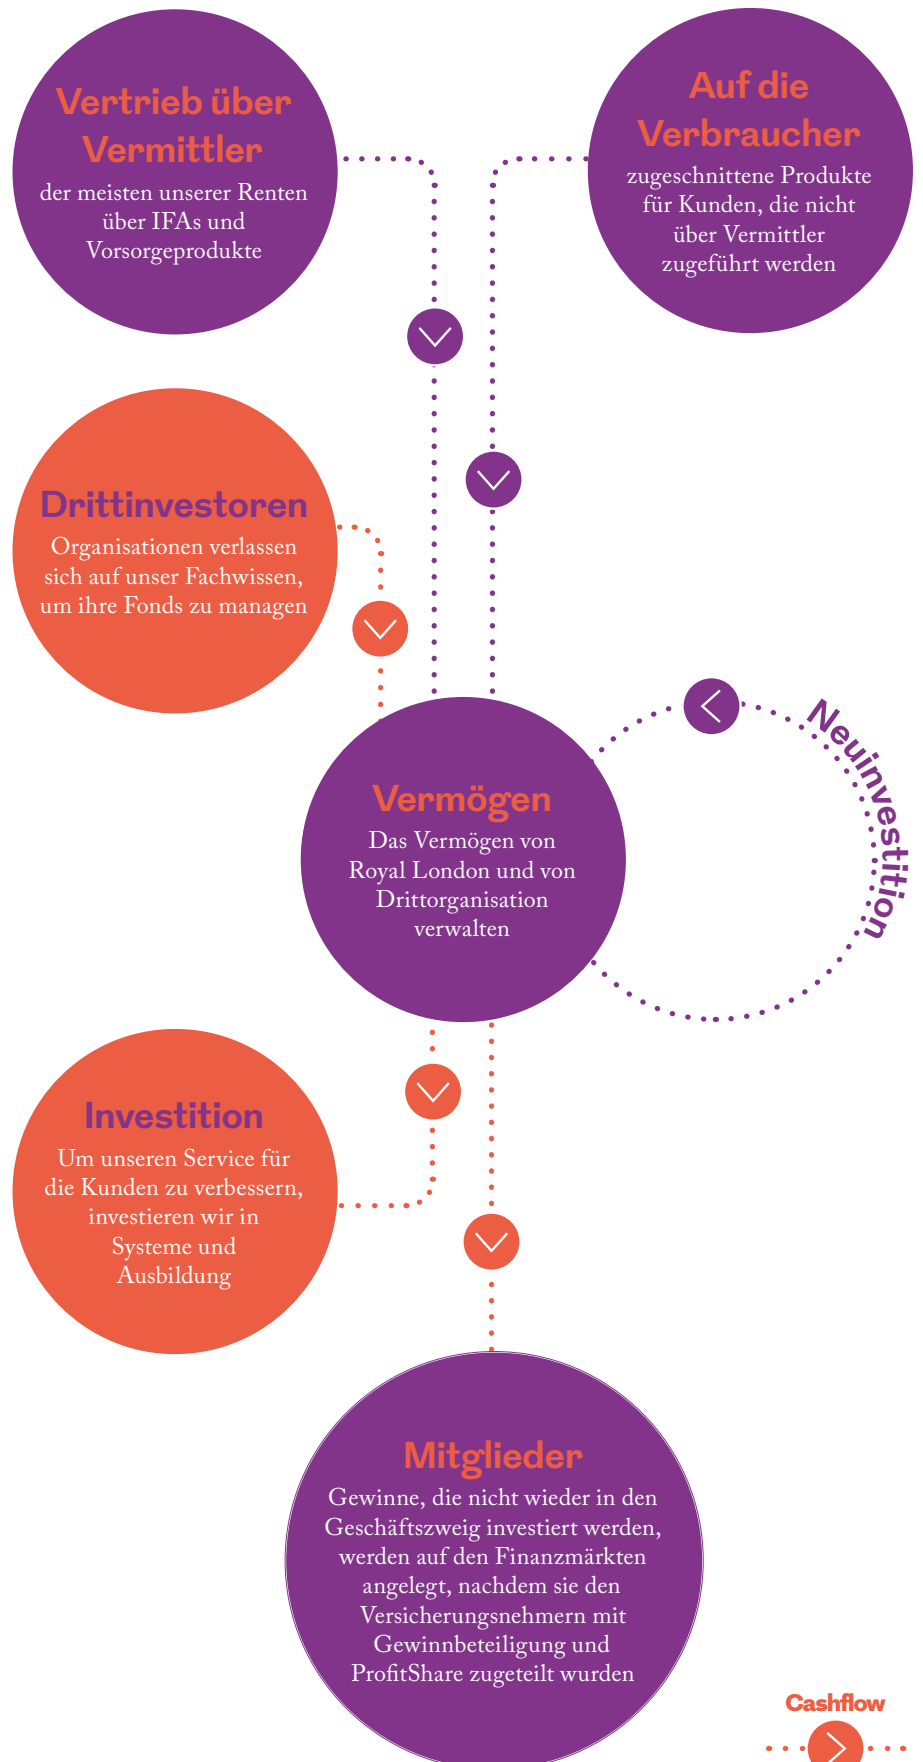 Vertrieb über
Vermittler
der meisten unserer Renten
über IFAs und
Vorsorgeprodukte
Auf die
Verbraucher
zugeschnittene Produkte
für Kunden, die nicht
über Vermittler
zugeführt werden
Drittinvestoren
Organisationen verlassen
sich auf unser Fachwissen,
um ihre Fonds zu managen
Vermögen
Das Vermögen von
Royal London und von
Drittorganisation
verwalten
Neuinvestition
Investition
Um unseren Service für
die Kunden zu verbessern,
investieren wir in
Systeme und
Ausbildung
Mitglieder
Gewinne, die nicht wieder in den
Geschäftszweig investiert werden,
werden auf den Finanzmärkten
angelegt, nachdem sie den
Versicherungsnehmern mit
Gewinnbeteiligung und
ProfitShare zugeteilt wurden
Cashflow